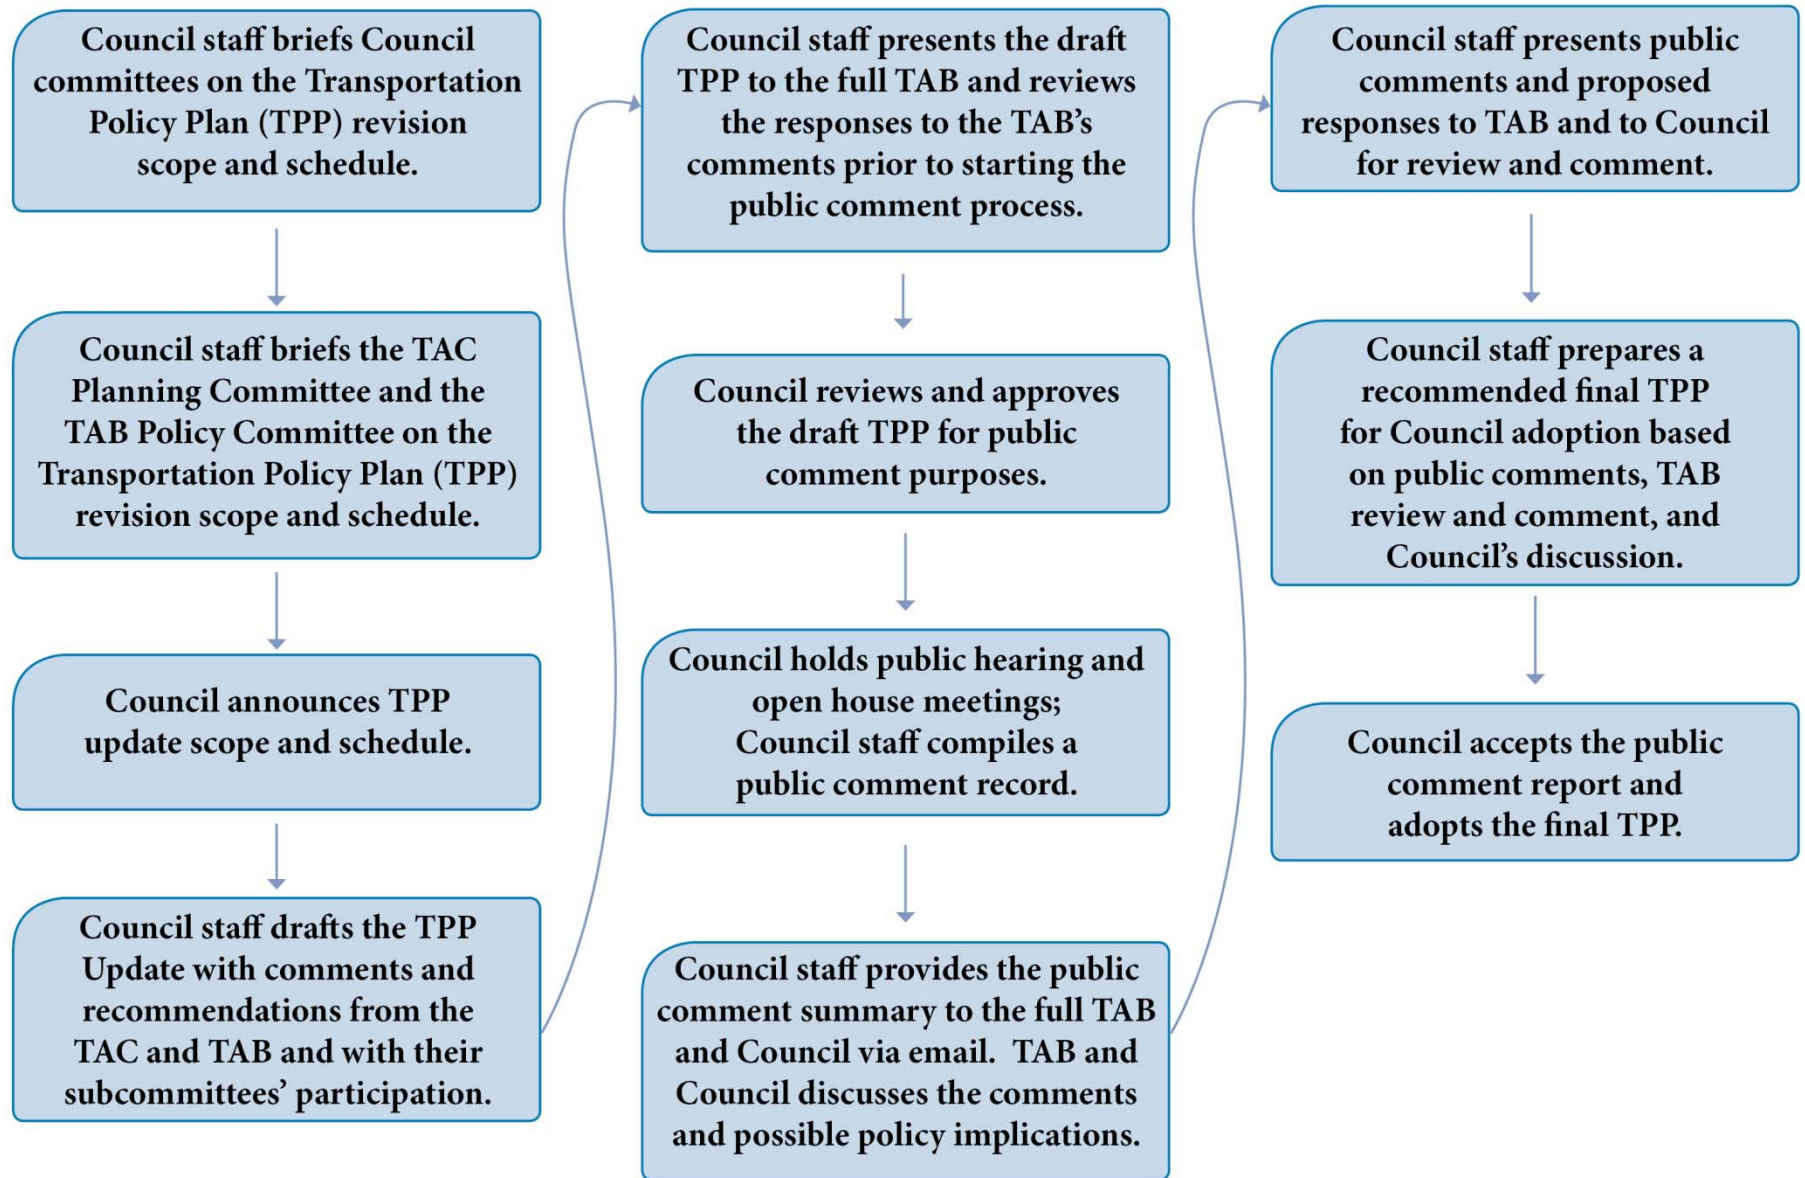 Council staff briefs Council
committees on the Transportation
Policy Plan (TPP) revision
scope and schedule.
Council staff briefs the TAC
Planning Committee and the
TAB Policy Committee on the
Transportation Policy Plan (TPP)
revision scope and schedule.
Council announces TPP
update scope and schedule.
Council staff drafts the TPP
Update with comments and
recommendations from the
TAC and TAB and with their
subcommittees’ participation.
Council staff presents the draft
TPP to the full TAB and reviews
the responses to the TAB’s
comments prior to starting the
public comment process.
Council reviews and approves
the draft TPP for public
comment purposes.
Council holds public hearing and
open house meetings;
Council staff compiles a
public comment record.
Council staff provides the public
comment summary to the full TAB
and Council via email.  TAB and
Council discusses the comments
and possible policy implications.
Council staff presents public
comments and proposed
responses to TAB and to Council
for review and comment.
Council staff prepares a
recommended final TPP
for Council adoption based
on public comments, TAB
review and comment, and
Council’s discussion.
Council accepts the public
comment report and
adopts the final TPP.